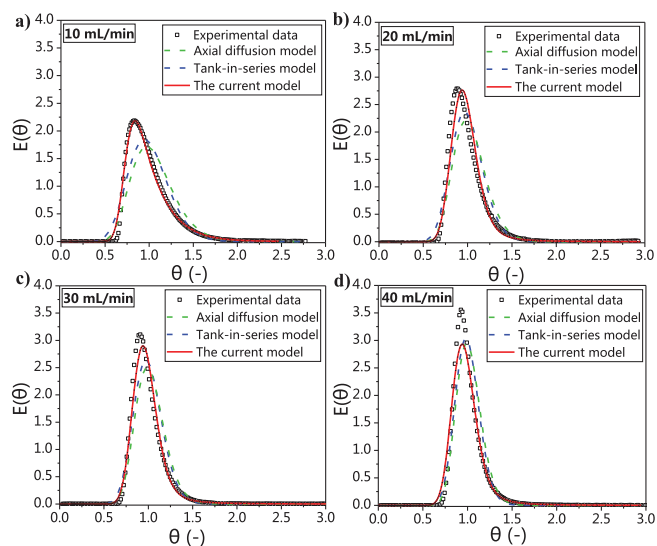 a)
10 mL/min
Experimental data
Axial diffusion model
Tank-in-series model
The current model
E(θ)
4.0
3.5
3.0
2.5
2.0
1.5
1.0
0.5
0.0
0.0 0.5 1.0 1.5 2.0 2.5 3.0
θ (-)
b)
20 mL/min
Experimental data
Axial diffusion model
Tank-in-series model
The current model
E(θ)
4.0
3.5
3.0
2.5
2.0
1.5
1.0
0.5
0.0
0.0 0.5 1.0 1.5 2.0 2.5 3.0
θ (-)
c)
30 mL/min
Experimental data
Axial diffusion model
Tank-in-series model
The current model
E(θ)
4.0
3.5
3.0
2.5
2.0
1.5
1.0
0.5
0.0
0.0 0.5 1.0 1.5 2.0 2.5 3.0
θ (-)
d)
40 mL/min
Experimental data
Axial diffusion model
Tank-in-series model
The current model
E(θ)
4.0
3.5
3.0
2.5
2.0
1.5
1.0
0.5
0.0
0.0 0.5 1.0 1.5 2.0 2.5 3.0
θ (-)